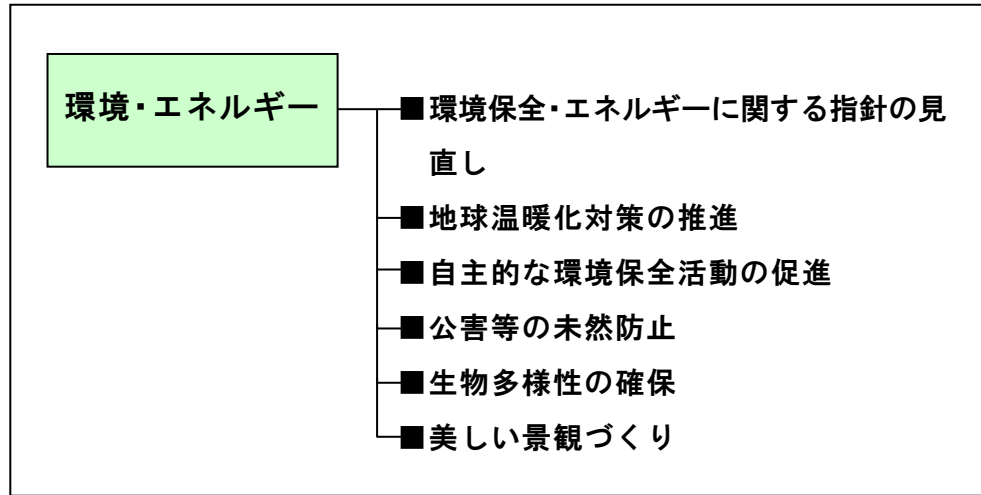 環境・エネルギー
■環境保全・エネルギーに関する指針の見
直し
■地球温暖化対策の推進
■自主的な環境保全活動の促進
■公害等の未然防止
■生物多様性の確保
■美しい景観づくり